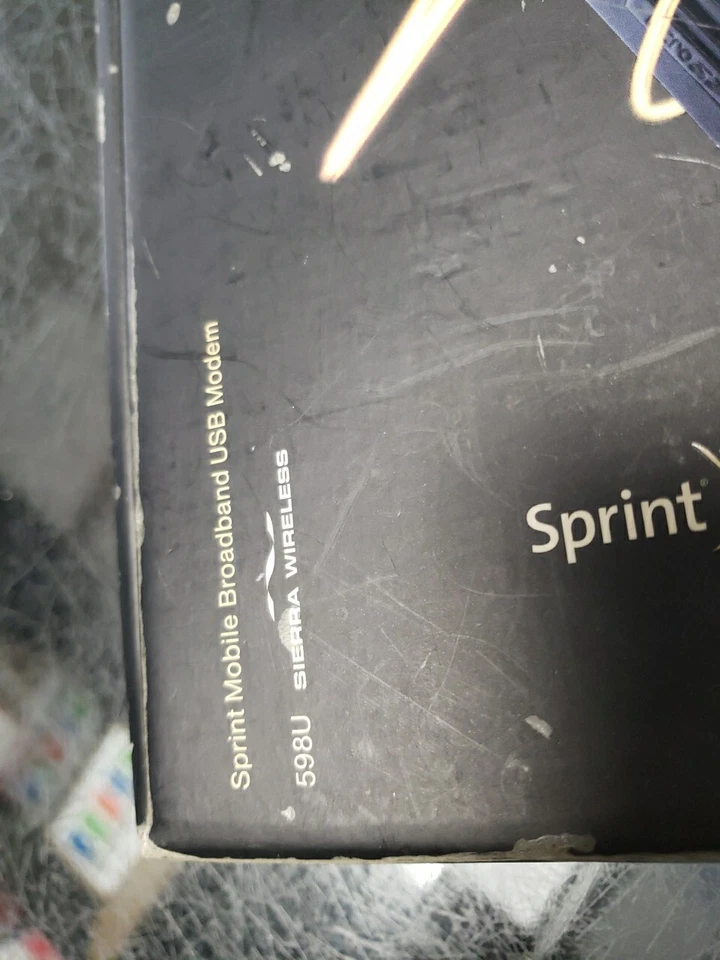 Sprint Mobile Broadband USB Modem
598U SIERRA WIRELESS
Sprint